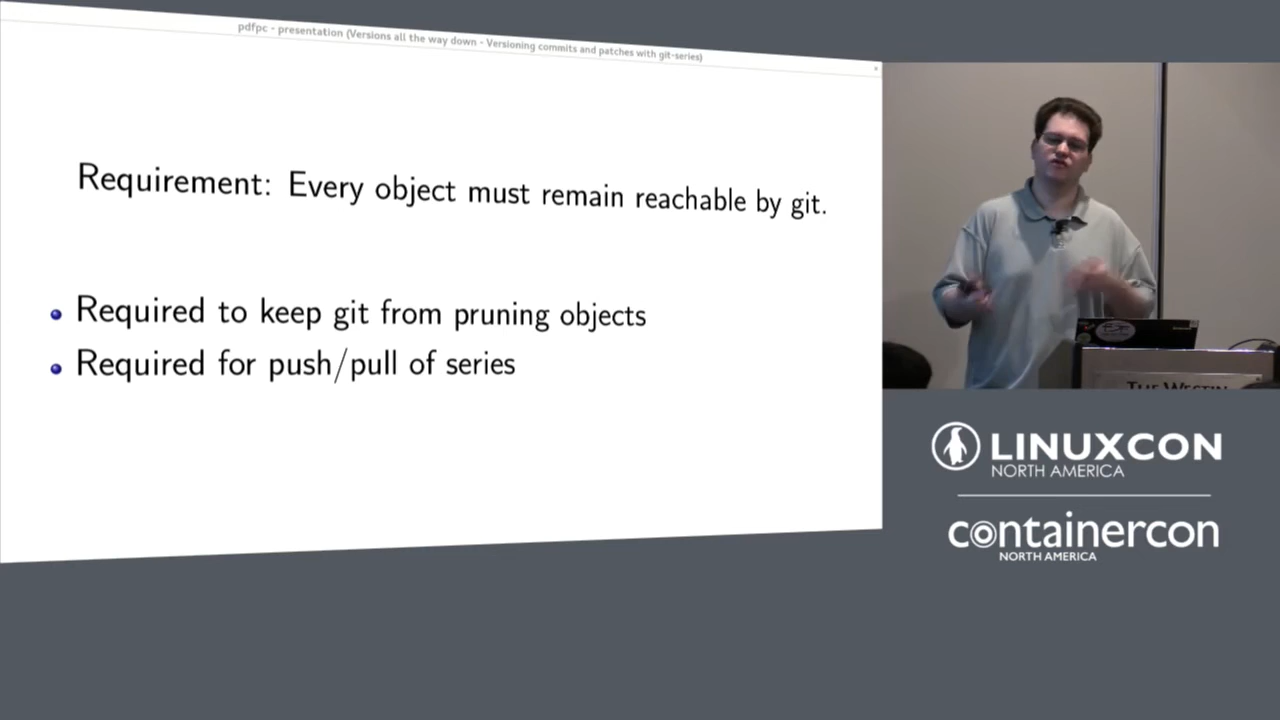 pdfpc - presentation (Versions all the way down - Versioning commits and patches with git-series)
Requirement: Every object must remain reachable by git.
Required to keep git from pruning objects
Required for push/pull of series
THE WESTIN
LINUXCON
NORTH AMERICA
containercon
NORTH AMERICA